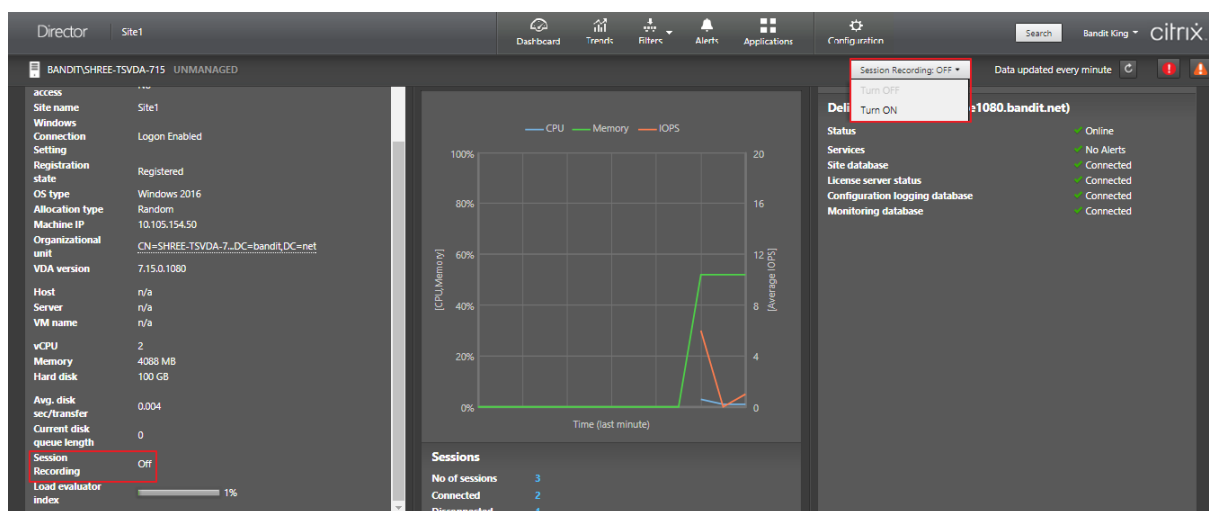 Director Site1
Dashboard Trends Filters Alerts Applications Configuration
Search Bandit King citrix
BANDIT\SHREE-TSVDA-715 UNMANAGED
Session Recording: OFF
Data updated every minute
Turn OFF
Turn ON
access
Site name Site1
Windows
Connection Logon Enabled
Setting
Registration
state Registered
OS type Windows 2016
Allocation type Random
Machine IP 10.105.154.50
Organizational
unit CN=SHREE-TSVDA-7...DC=bandit,DC=net
VDA version 7.15.0.1080
Host n/a
Server n/a
VM name n/a
vCPU 2
Memory 4088 MB
Hard disk 100 GB
Avg. disk
sec/transfer 0.004
Current disk
queue length 0
Session
Recording Off
Load evaluator
index 1%
CPU Memory IOPS
100% 20
80% 16
60% 12
40% 8
20% 4
0% 0
[CPU,Memory]
[Average IOPS]
Time (last minute)
Sessions
No of sessions 3
Connected 2
Disconnected 1
Deli e1080.bandit.net)
Status Online
Services No Alerts
Site database Connected
License server status Connected
Configuration logging database Connected
Monitoring database Connected